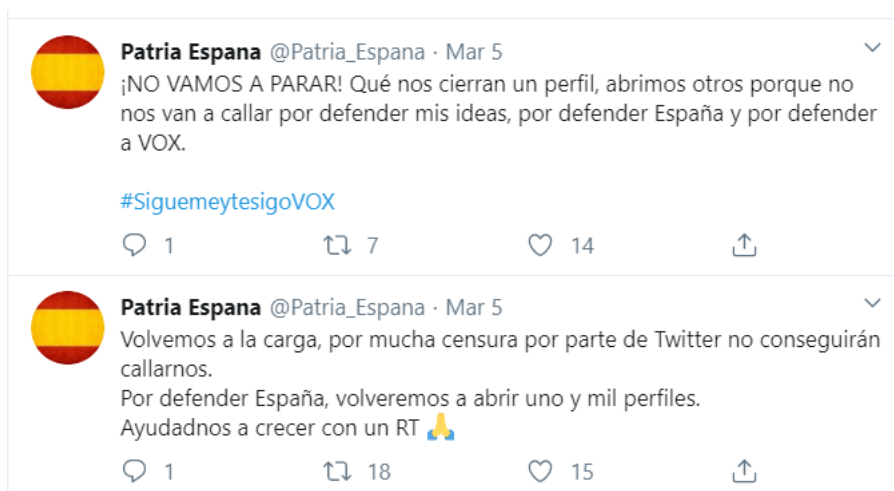 Patria Espana @Patria_Espana · Mar 5
¡NO VAMOS A PARAR! Qué nos cierran un perfil, abrimos otros porque no
nos van a callar por defender mis ideas, por defender España y por defender
a VOX.
#SiguemeytesigoVOX
1 7 14
Patria Espana @Patria_Espana · Mar 5
Volvemos a la carga, por mucha censura por parte de Twitter no conseguirán
callarnos.
Por defender España, volveremos a abrir uno y mil perfiles.
Ayudadnos a crecer con un RT 🙏
1 18 15